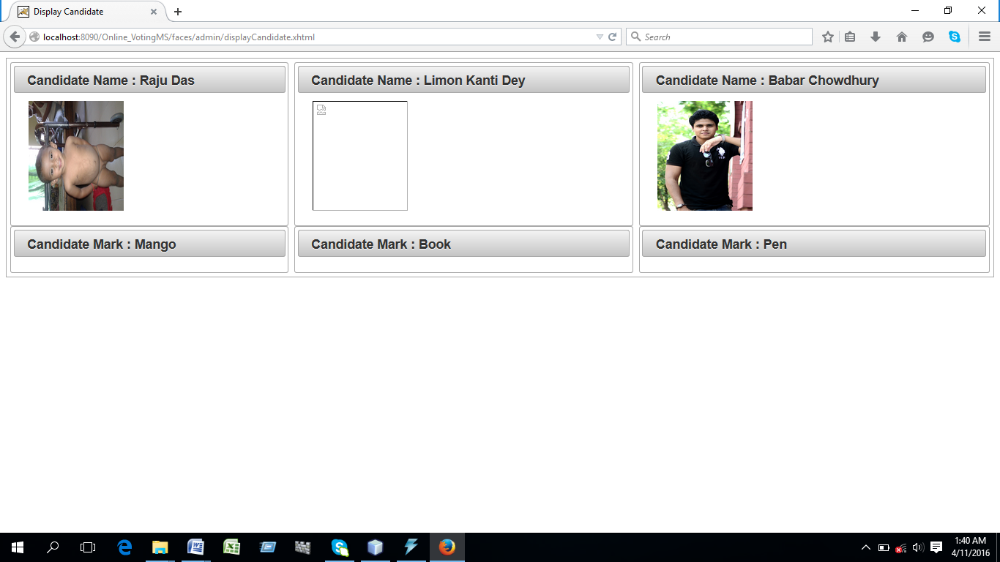 Display Candidate
localhost:8090/Online_VotingMS/faces/admin/displayCandidate.xhtml
Search
Candidate Name : Raju Das
Candidate Name : Limon Kanti Dey
Candidate Name : Babar Chowdhury
Candidate Mark : Mango
Candidate Mark : Book
Candidate Mark : Pen
1:40 AM
4/11/2016